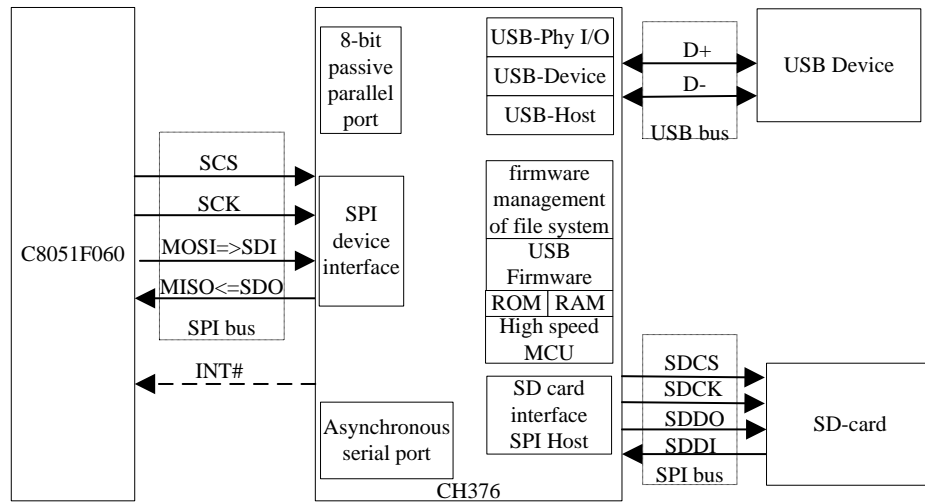 C8051F060
SCS
SCK
MOSI=>SDI
MISO<=SDO
SPI bus
INT#
8-bit
passive
parallel
port
SPI
device
interface
Asynchronous
serial port
USB-Phy I/O
USB-Device
USB-Host
firmware
management
of file system
USB
Firmware
ROM
RAM
High speed
MCU
SD card
interface
SPI Host
CH376
D+
D-
USB bus
USB Device
SDCS
SDCK
SDDO
SDDI
SPI bus
SD-card